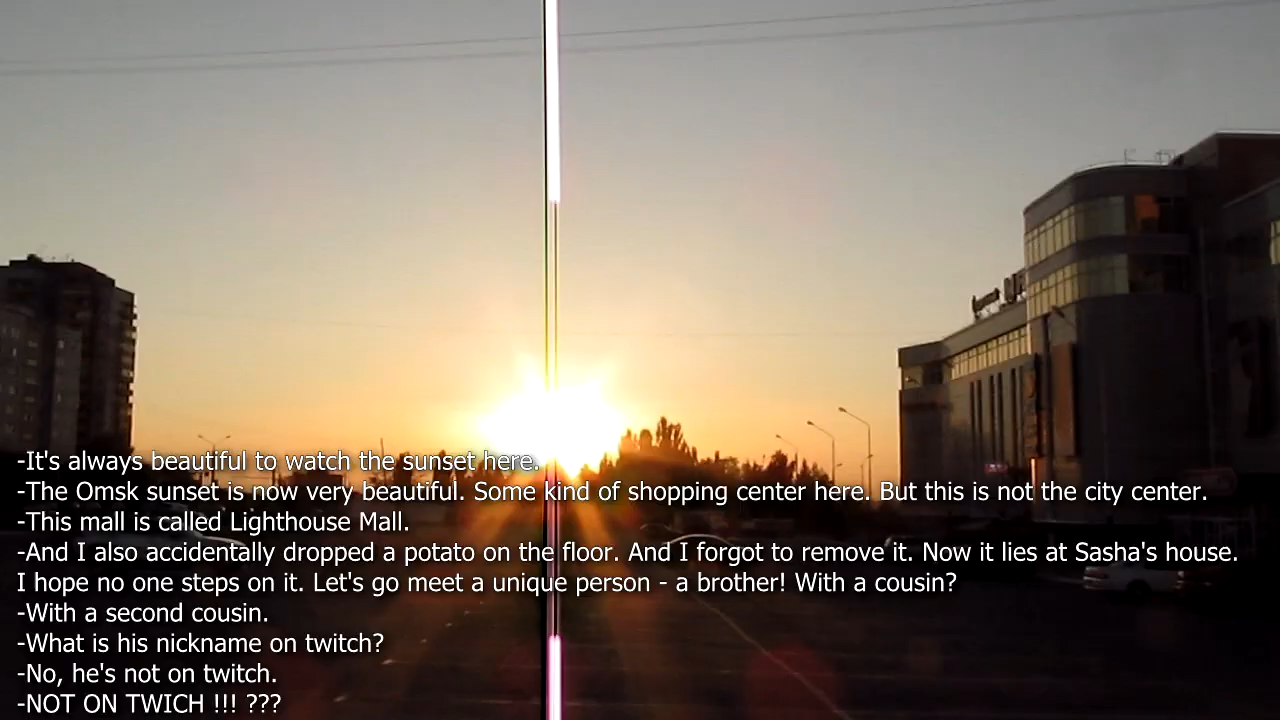 -It's always beautiful to watch the sunset here.
-The Omsk sunset is now very beautiful. Some kind of shopping center here. But this is not the city center.
-This mall is called Lighthouse Mall.
-And I also accidentally dropped a potato on the floor. And I forgot to remove it. Now it lies at Sasha's house.
I hope no one steps on it. Let's go meet a unique person - a brother! With a cousin?
-With a second cousin.
-What is his nickname on twitch?
-No, he's not on twitch.
-NOT ON TWICH !!! ???